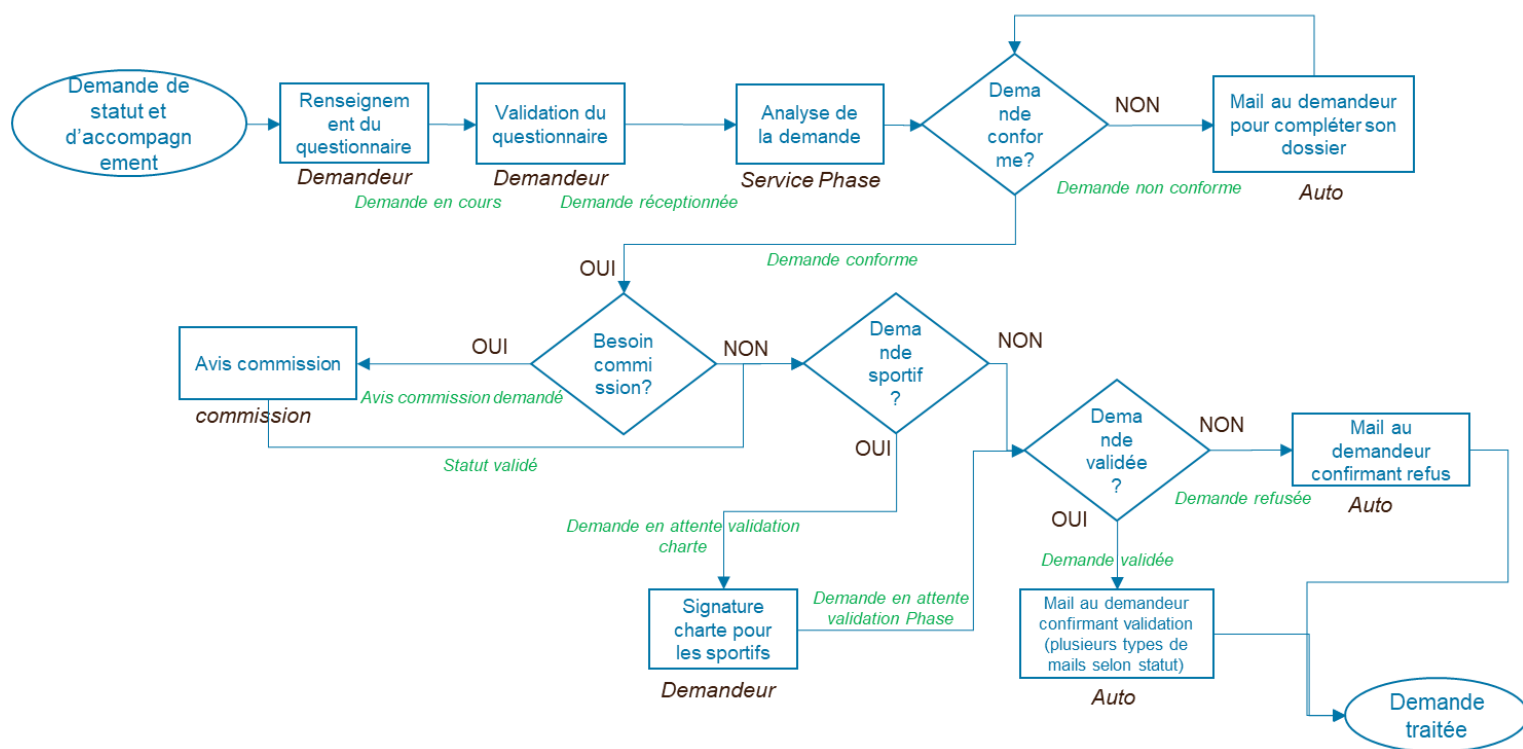 Demande de
statut et
d'accompagn
ement
Renseignem
ent du
questionnaire
Demandeur
Demande en cours
Validation du
questionnaire
Demandeur
Demande réceptionnée
Analyse de
la demande
Service Phase
Dema
nde
confor
me?
NON
Demande non conforme
Mail au demandeur
pour compléter son
dossier
Auto
OUI
Demande conforme
Besoin
commi
ssion?
OUI
Avis commission demandé
Avis commission
commission
Statut validé
NON
Dema
nde
sportif
?
NON
OUI
Demande en attente validation
charte
Signature
charte pour
les sportifs
Demandeur
Demande en attente
validation Phase
Dema
nde
validée
?
NON
Demande refusée
Mail au
demandeur
confirmant refus
Auto
OUI
Demande validée
Mail au demandeur
confirmant validation
(plusieurs types de
mails selon statut)
Auto
Demande
traitée